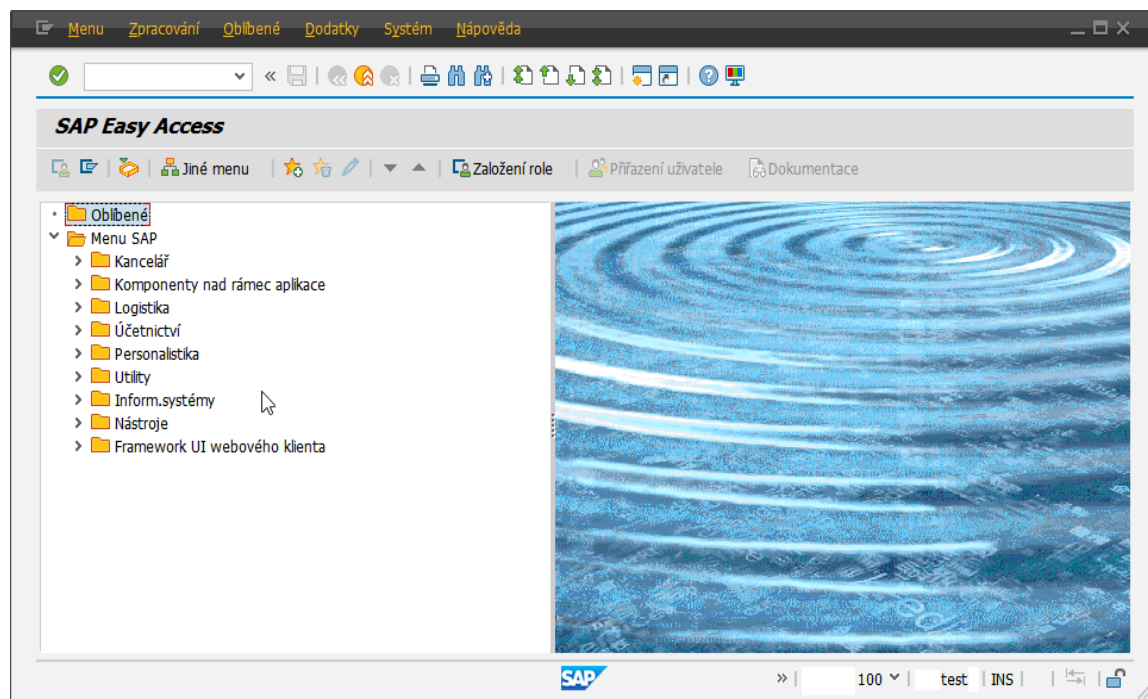 Menu Zpracování Oblíbené Dodatky Systém Nápověda
SAP Easy Access
Jiné menu Založení role Přiřazení uživatele Dokumentace
Oblíbené
Menu SAP
Kancelář
Komponenty nad rámec aplikace
Logistika
Účetnictví
Personalistika
Utility
Inform.systémy
Nástroje
Framework UI webového klienta
SAP 100 test INS